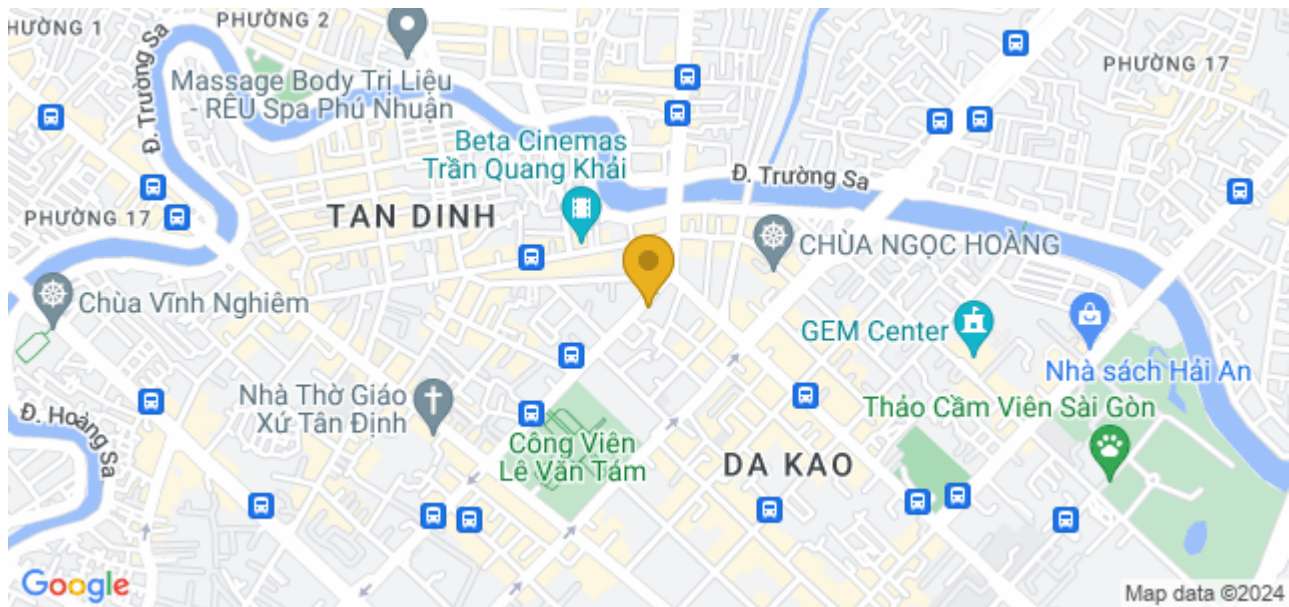 HƯỜNG 1
PHƯỜNG 2
Đ. Trường Sa
Massage Body Trị Liệu
- RÊU Spa Phú Nhuận
PHƯỜNG 17
Beta Cinemas
Trần Quang Khải
Đ. Trường Sa
PHƯỜNG 17
TAN DINH
CHÙA NGỌC HOÀNG
Chùa Vĩnh Nghiêm
GEM Center
Nhà sách Hải An
Nhà Thờ Giáo
Xứ Tân Định
Đ. Hoàng Sa
Thảo Cầm Viên Sài Gòn
Công Viên
Lê Văn Tám
DA KAO
Google
Map data ©2024